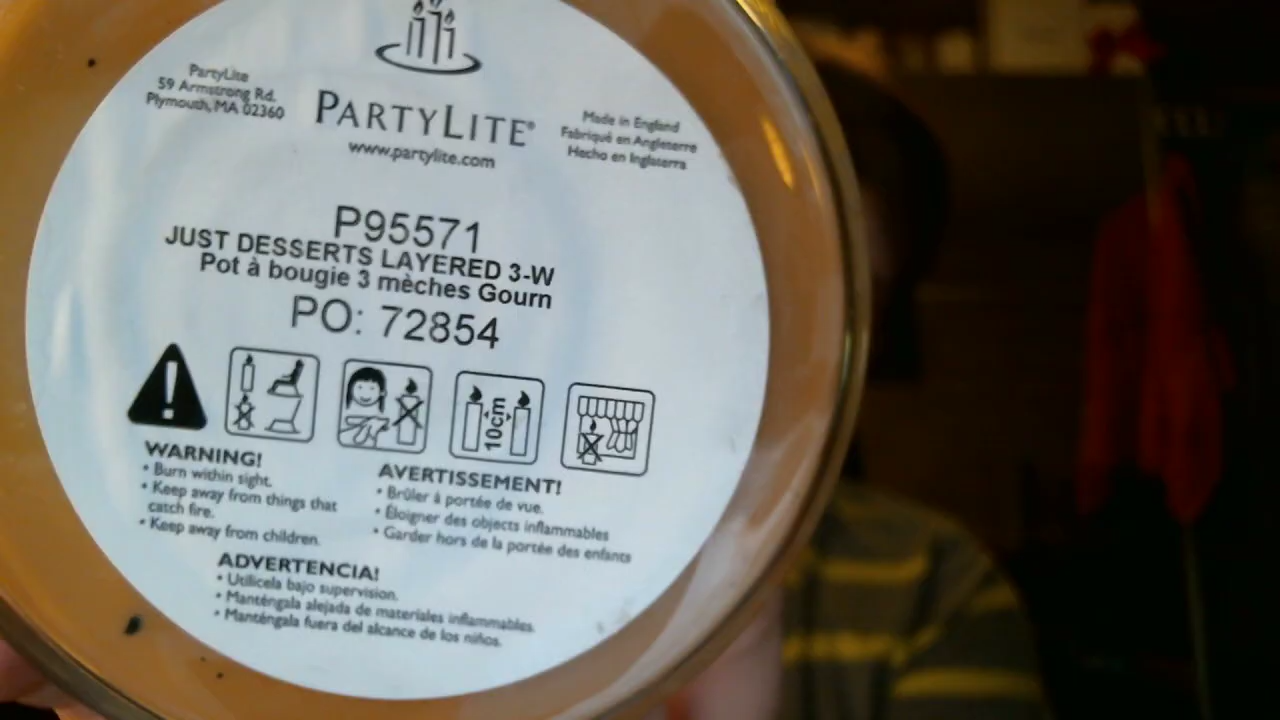 PartyLite
59 Armstrong Rd.
Plymouth, MA 02360
PARTYLITE®
www.partylite.com
Made in England
Fabriqué en Angleterre
Hecho en Inglaterra
P95571
JUST DESSERTS LAYERED 3-W
Pot à bougie 3 mèches Gourn
PO: 72854
10cm
WARNING!
• Burn within sight.
• Keep away from things that
catch fire.
• Keep away from children.
AVERTISSEMENT!
• Brûler à portée de vue.
• Éloigner des objects inflammables
• Garder hors de la portée des enfants
ADVERTENCIA!
• Utilicela bajo supervision.
• Manténgala alejada de materiales inflammables.
• Manténgala fuera del alcance de los niños.